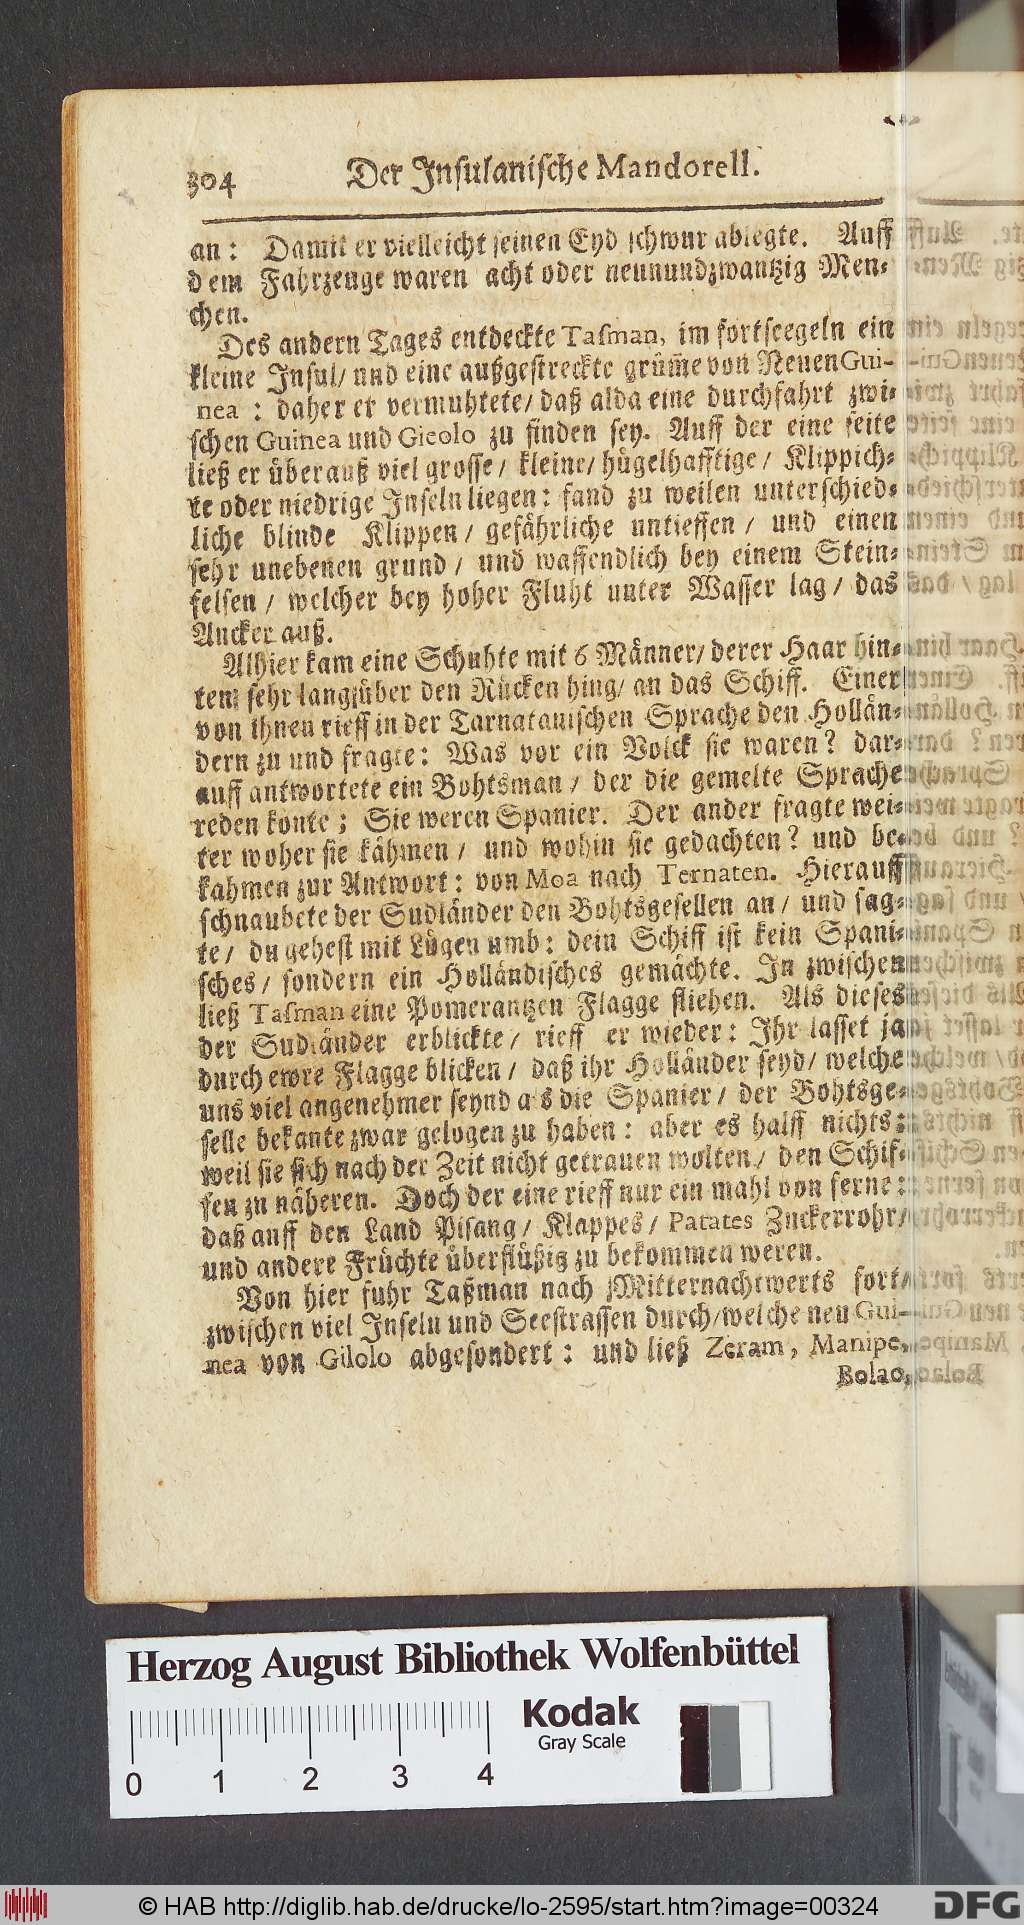 304 Der Insulanische Mandorell.
an: Damit er vielleicht seinen Eyd schwur ablegte. Auff
dem Fahrzeuge waren acht oder neunundzwantzig Men-
chen.
Des andern Tages entdeckte Tasman, im fortseegeln ein
kleine Insul/ und eine außgestreckte grüm̃e von Neuen Gui-
nea: daher er vermuhtete/ daß alda eine durchfahrt zwi-
schen Guinea und Gieolo zu finden sey. Auff der eine seite
ließ er überauß viel grosse/ kleine/ hügelhafftige/ Klippich-
te oder niedrige Inseln liegen: fand zu weilen unterschied-
liche blinde Klippen/ gefährliche untieffen/ und einen
sehr unebenen grund/ und waffendlich bey einem Stein-
felsen/ welcher bey hoher Fluht unter Wasser lag/ das
Ancker auß.
Alhier kam eine Schuhte mit 6 Männer/ derer Haar hin-
ten sehr lang über den Rücken hing/ an das Schiff. Einer
von ihnen rieff in der Tarnatanischen Sprache den Hollän-
dern zu und fragte: Was vor ein Volck sie waren? dar-
auff antwortete ein Bohtsman/ der die gemelte Sprache
reden konte; Sie weren Spanier. Der ander fragte wei-
ter woher sie kähmen/ und wohin sie gedachten? und be-
kahmen zur Antwort: von Moa nach Ternaten. Hierauff
schnaubete der Sudländer den Bohtsgesellen an/ und sag-
te/ du gehest mit Lügen umb: dein Schiff ist kein Spani-
sches/ sondern ein Holländisches gemächte. In zwischen
ließ Tasman eine Pomerantzen Flagge fliehen. Als dieses
der Sudländer erblickte/ rieff er wieder: Ihr lasset ja
durch ewre Flagge blicken/ daß ihr Holländer seyd/ welche
uns viel angenehmer seynd als die Spanier/ der Bohtsge-
selle bekante zwar gelogen zu haben: aber es halff nichts:
weil sie sich nach der Zeit nicht getrauen wolten/ den Schif-
fen zu näheren. Doch der eine rieff nur ein mahl von ferne:
daß auff den Land Pisang/ Klappes/ Patates Zuckerrohr/
und andere Früchte überflüßig zu bekommen weren.
Von hier fuhr Taßman nach Mitternachtwerts fort/
zwischen viel Inseln und Seestrassen durch/ welche neu Gui-
nea von Gilolo abgesondert: und ließ Zeram, Manipe,
Bolao,
Herzog August Bibliothek Wolfenbüttel
Kodak
Gray Scale
0 1 2 3 4
© HAB http://diglib.hab.de/drucke/lo-2595/start.htm?image=00324
DFG